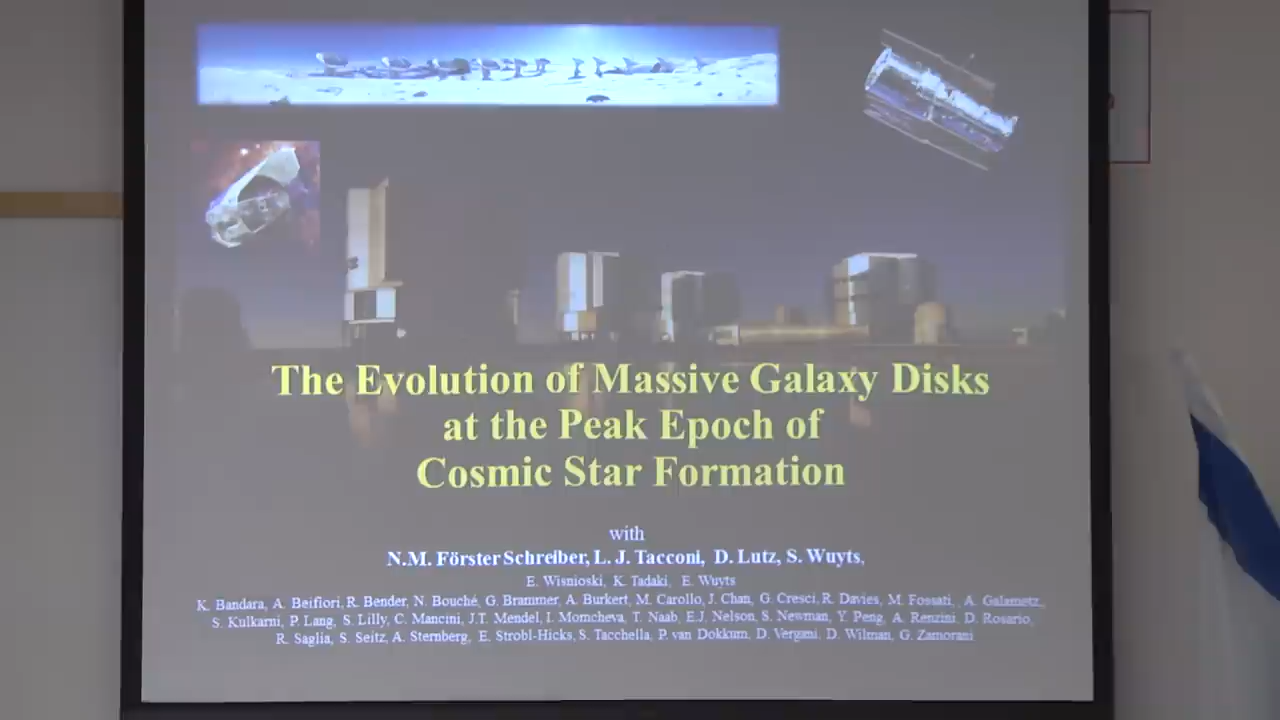 The Evolution of Massive Galaxy Disks
at the Peak Epoch of
Cosmic Star Formation
with
N.M. Förster Schreiber, L. J. Tacconi, D. Lutz, S. Wuyts,
E. Wisnioski, K. Tadaki, E. Wuyts
K. Bandara, A. Beifiori, R. Bender, N. Bouché, G. Brammer, A. Burkert, M. Carollo, J. Chan, G. Cresci, R. Davies, M. Fossati, A. Galametz,
S. Kulkarni, P. Lang, S. Lilly, C. Mancini, J.T. Mendel, I. Momcheva, T. Naab, E.J. Nelson, S. Newman, Y. Peng, A. Renzini, D. Rosario,
R. Saglia, S. Seitz, A. Sternberg, E. Strobl-Hicks, S. Tacchella, P. van Dokkum, D. Vergani, D. Wilman, G. Zamorani